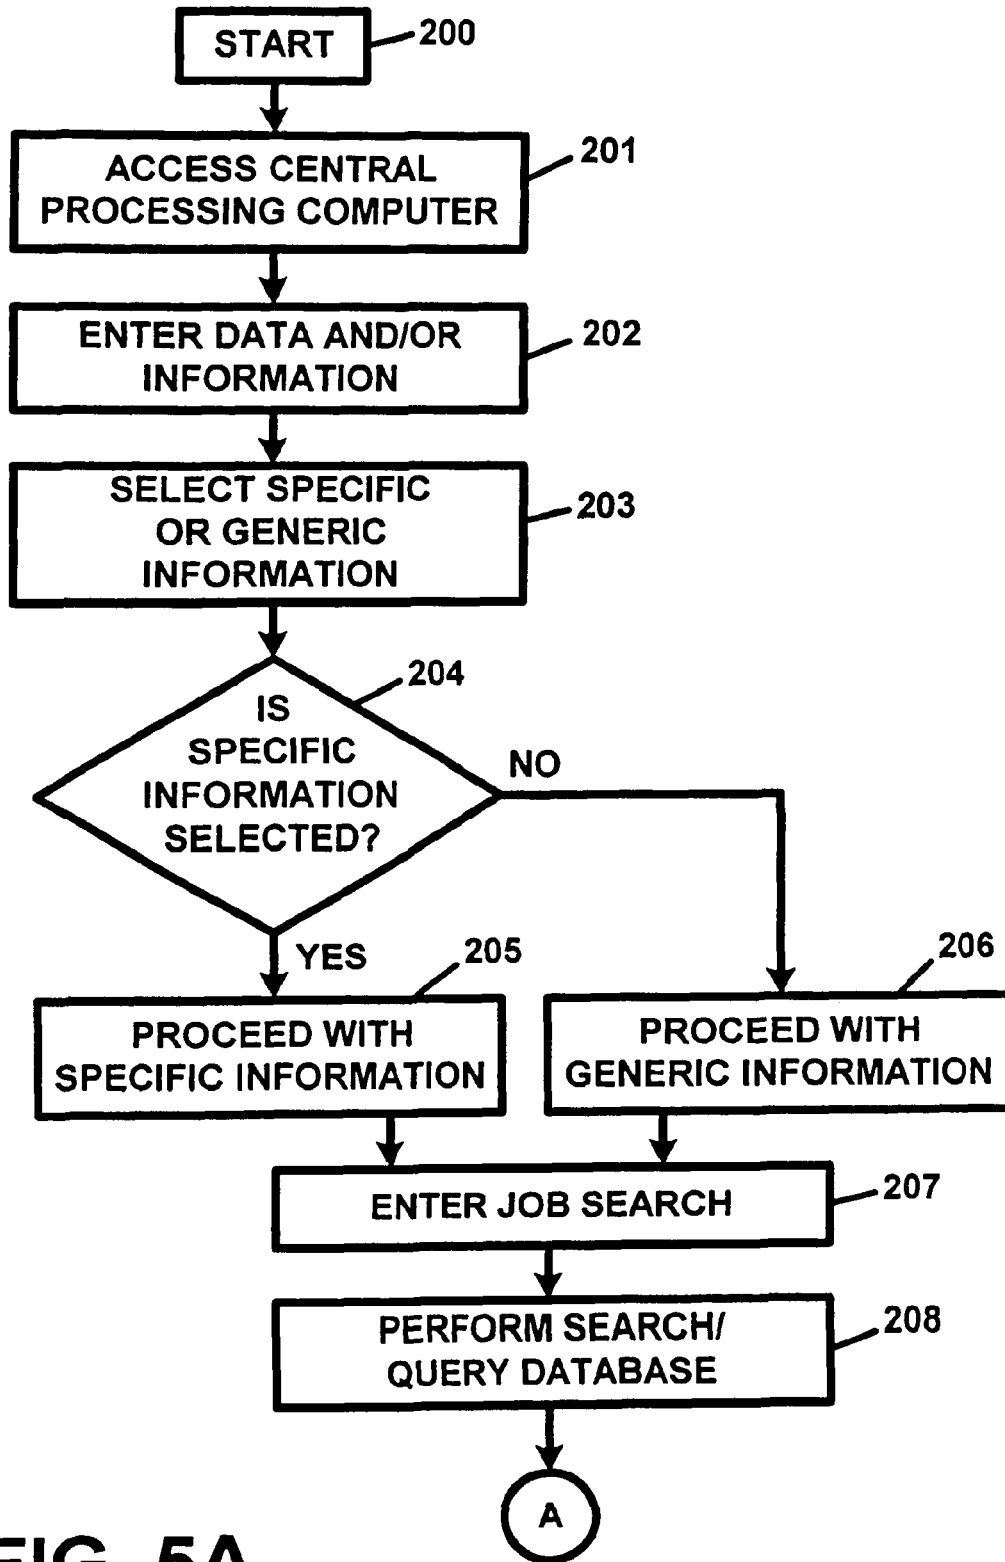 START
200
ACCESS CENTRAL
PROCESSING COMPUTER
201
ENTER DATA AND/OR
INFORMATION
202
SELECT SPECIFIC
OR GENERIC
INFORMATION
203
IS
SPECIFIC
INFORMATION
SELECTED?
204
NO
YES
205
206
PROCEED WITH
SPECIFIC INFORMATION
PROCEED WITH
GENERIC INFORMATION
ENTER JOB SEARCH
207
PERFORM SEARCH/
QUERY DATABASE
208
A
FIG. 5A